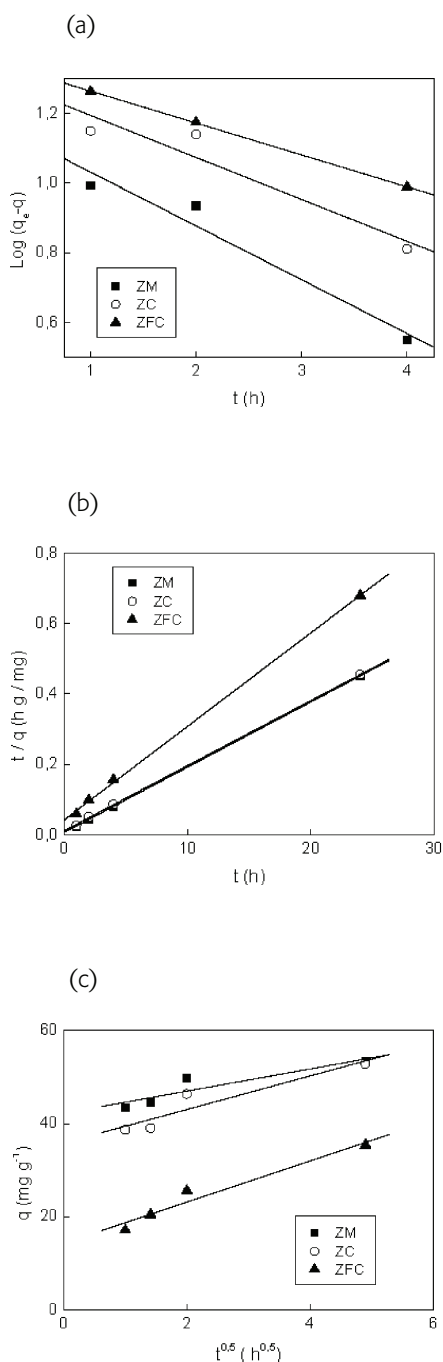 (a)
1,2
1,0
0,8
0,6
Log (qₑ-q)
ZM
ZC
ZFC
1 2 3 4
t (h)
(b)
0,8
0,6
0,4
0,2
0,0
t / q (h g / mg)
ZM
ZC
ZFC
0 10 20 30
t (h)
(c)
60
40
20
0
q (mg g⁻¹)
ZM
ZC
ZFC
0 2 4 6
t⁰,⁵ (h⁰,⁵)